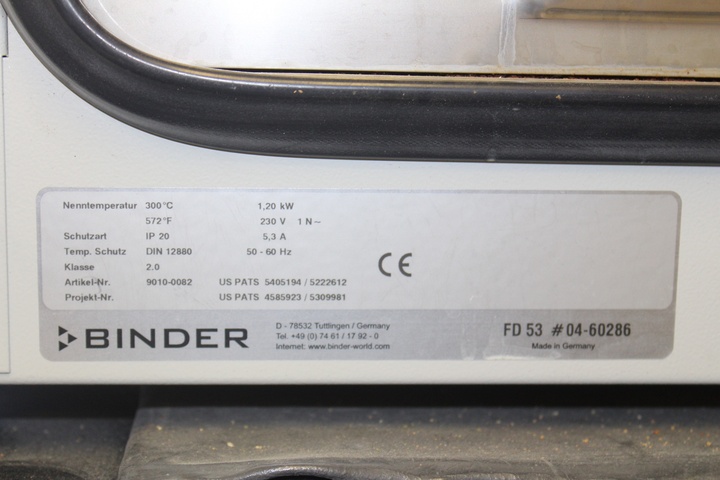 Nenntemperatur 300°C 1,20 kW
572°F 230 V 1 N ~
Schutzart IP 20 5,3 A
Temp. Schutz DIN 12880 50 - 60 Hz
Klasse 2.0
Artikel-Nr. 9010-0082 US PATS 5405194 / 5222612
Projekt-Nr. US PATS 4585923 / 5309981
CE
BINDER
D - 78532 Tuttlingen / Germany
Tel. +49 (0) 74 61 / 17 92 - 0
Internet: www.binder-world.com
FD 53 # 04-60286
Made in Germany